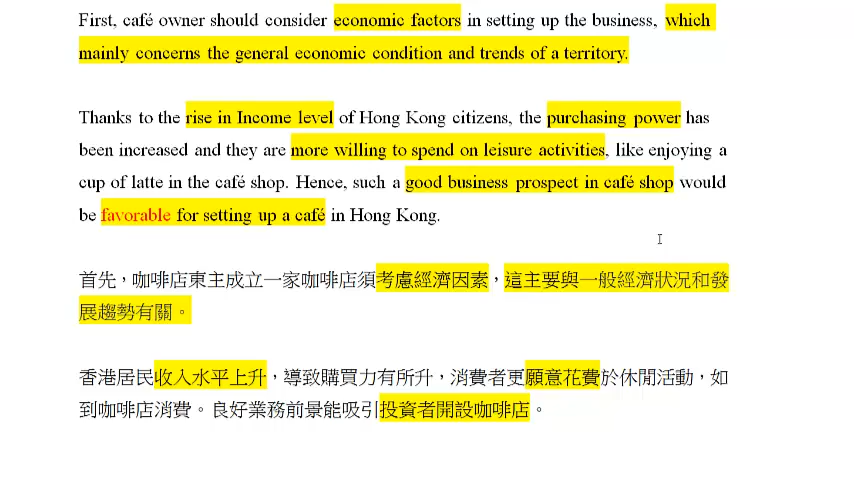 First, café owner should consider economic factors in setting up the business, which
mainly concerns the general economic condition and trends of a territory.
Thanks to the rise in Income level of Hong Kong citizens, the purchasing power has
been increased and they are more willing to spend on leisure activities, like enjoying a
cup of latte in the café shop. Hence, such a good business prospect in café shop would
be favorable for setting up a café in Hong Kong.
首先，咖啡店東主成立一家咖啡店須考慮經濟因素，這主要與一般經濟狀況和發
展趨勢有關。
香港居民收入水平上升，導致購買力有所升，消費者更願意花費於休閒活動，如
到咖啡店消費。良好業務前景能吸引投資者開設咖啡店。